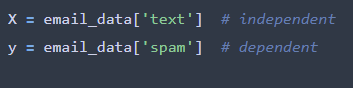 X = email_data['text']  # independent
y = email_data['spam']  # dependent